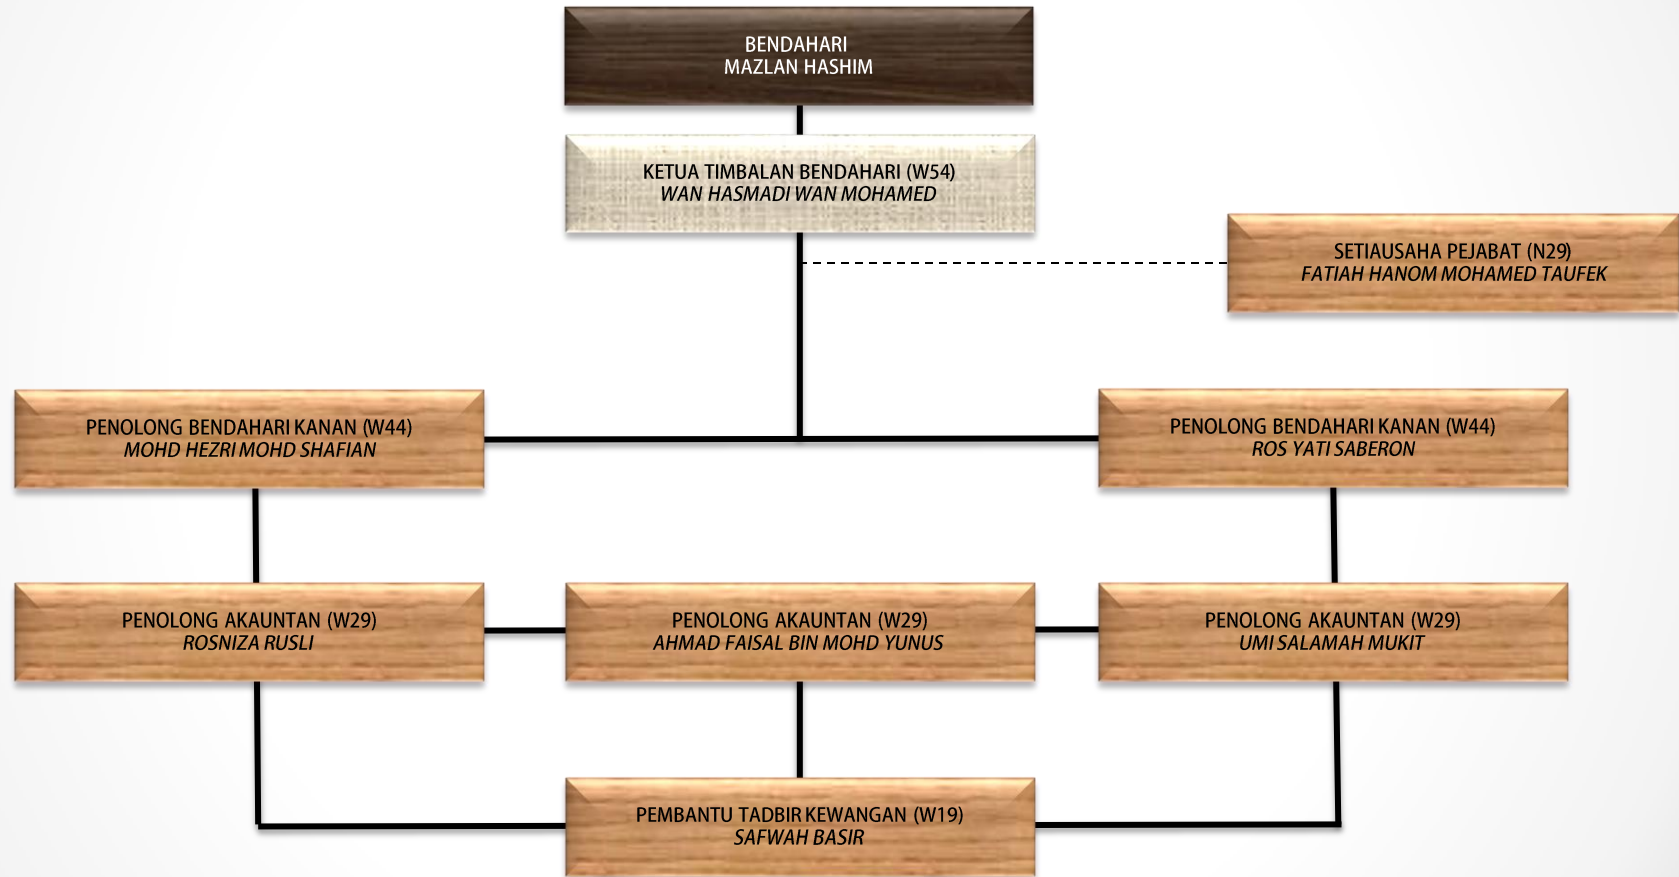 BENDAHARI
MAZLAN HASHIM
KETUA TIMBALAN BENDAHARI (W54)
WAN HASMADI WAN MOHAMED
SETIAUSAHA PEJABAT (N29)
FATIAH HANOM MOHAMED TAUFEK
PENOLONG BENDAHARI KANAN (W44)
MOHD HEZRI MOHD SHAFIAN
PENOLONG BENDAHARI KANAN (W44)
ROS YATI SABERON
PENOLONG AKAUNTAN (W29)
ROSNIZA RUSLI
PENOLONG AKAUNTAN (W29)
AHMAD FAISAL BIN MOHD YUNUS
PENOLONG AKAUNTAN (W29)
UMI SALAMAH MUKIT
PEMBANTU TADBIR KEWANGAN (W19)
SAFWAH BASIR